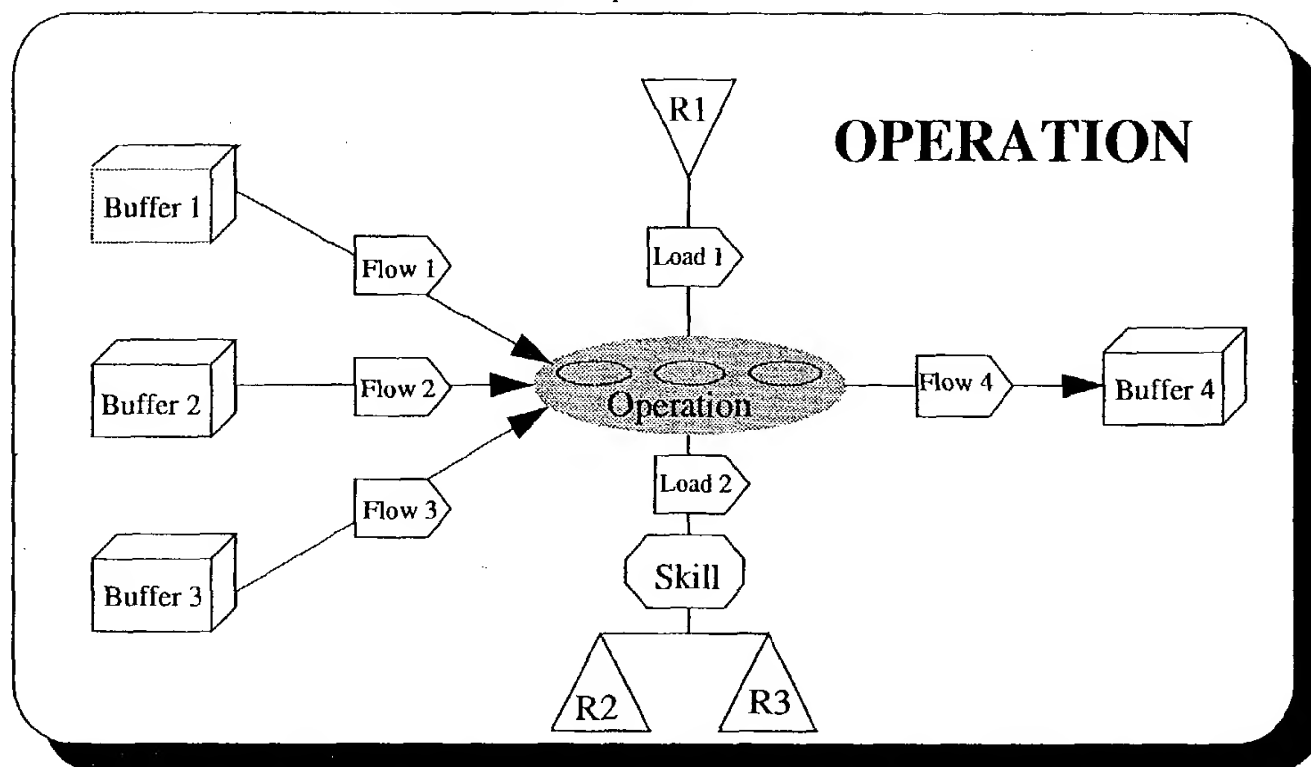 R1
OPERATION
Buffer 1
Flow 1
Load 1
Buffer 2
Flow 2
Operation
Flow 4
Buffer 4
Load 2
Flow 3
Buffer 3
Skill
R2
R3